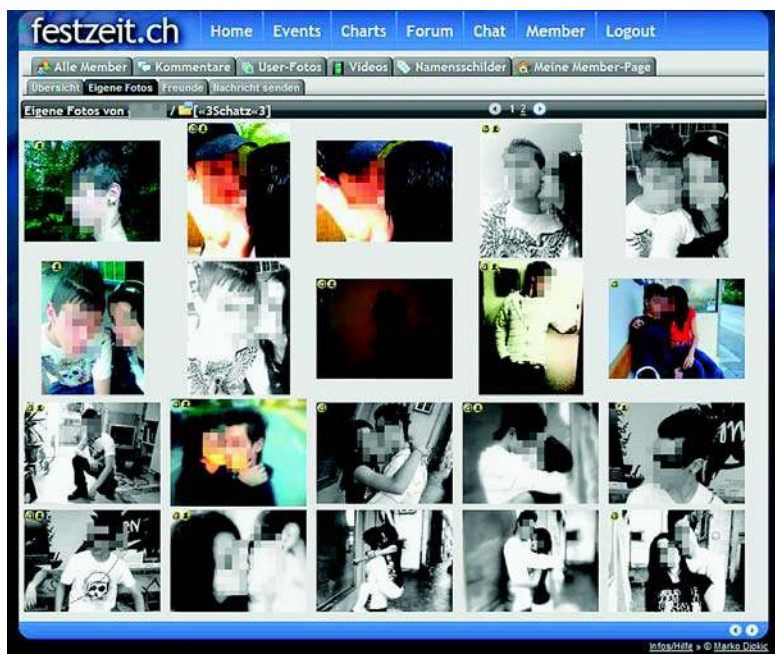 festzeit.ch Home Events Charts Forum Chat Member Logout
Alle Member Kommentare User-Fotos Videos Namensschilder Meine Member-Page
Übersicht Eigene Fotos Freunde Nachricht senden
Eigene Fotos von / [«3Schatz«3] 1 2
Infos/Hilfe » © Marko Djokic